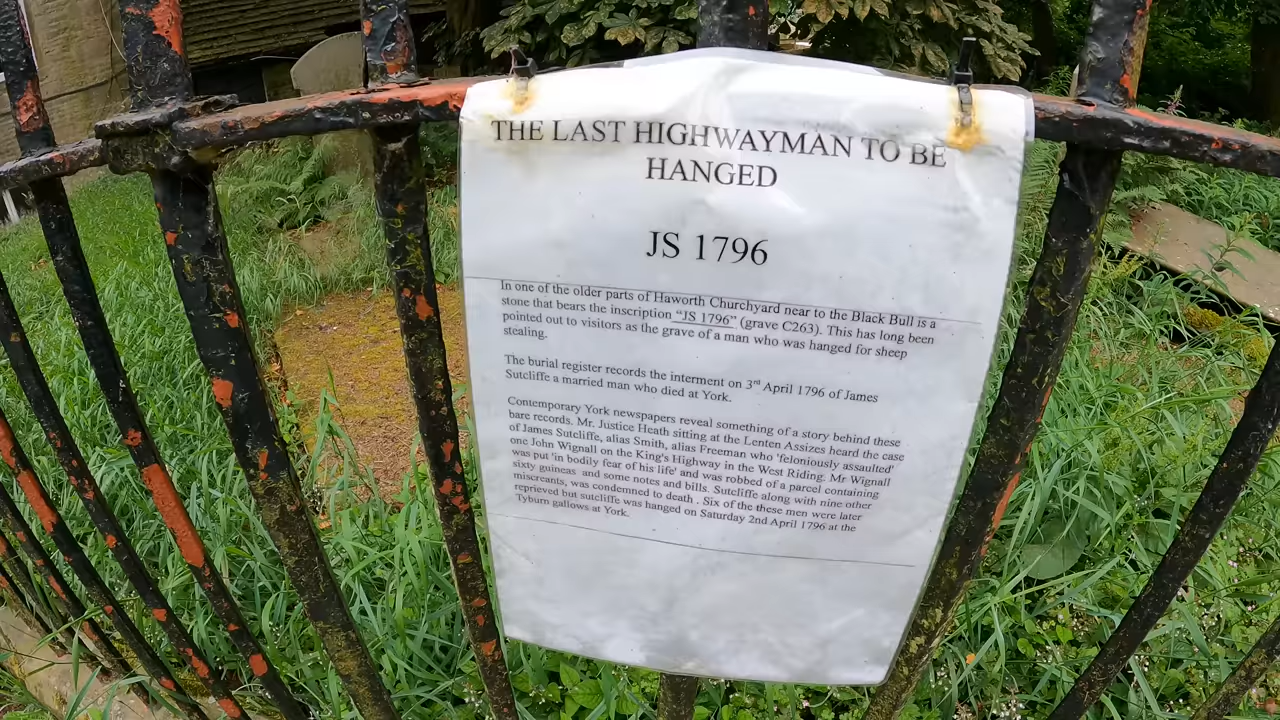 THE LAST HIGHWAYMAN TO BE
HANGED
JS 1796
In one of the older parts of Haworth Churchyard near to the Black Bull is a
stone that bears the inscription “JS 1796” (grave C263). This has long been
pointed out to visitors as the grave of a man who was hanged for sheep
stealing.
The burial register records the interment on 3rd April 1796 of James
Sutcliffe a married man who died at York.
Contemporary York newspapers reveal something of a story behind these
bare records. Mr. Justice Heath sitting at the Lenten Assizes heard the case
of James Sutcliffe, alias Smith, alias Freeman who 'feloniously assaulted'
one John Wignall on the King's Highway in the West Riding. Mr Wignall
was put 'in bodily fear of his life' and was robbed of a parcel containing
sixty guineas and some notes and bills. Sutcliffe along with nine other
miscreants, was condemned to death . Six of the these men were later
reprieved but sutcliffe was hanged on Saturday 2nd April 1796 at the
Tyburn gallows at York.